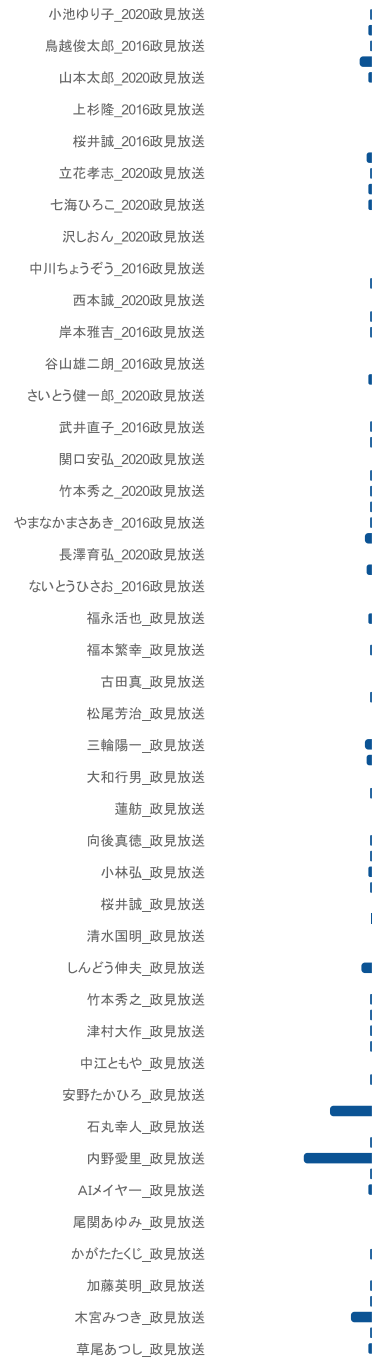 小池ゆり子_2020政見放送
鳥越俊太郎_2016政見放送
山本太郎_2020政見放送
上杉隆_2016政見放送
桜井誠_2016政見放送
立花孝志_2020政見放送
七海ひろこ_2020政見放送
沢しおん_2020政見放送
中川ちょうぞう_2016政見放送
西本誠_2020政見放送
岸本雅吉_2016政見放送
谷山雄二朗_2016政見放送
さいとう健一郎_2020政見放送
武井直子_2016政見放送
関口安弘_2020政見放送
竹本秀之_2020政見放送
やまなかまさあき_2016政見放送
長澤育弘_2020政見放送
ないとうひさお_2016政見放送
福永活也_政見放送
福本繁幸_政見放送
古田真_政見放送
松尾芳治_政見放送
三輪陽一_政見放送
大和行男_政見放送
蓮舫_政見放送
向後真徳_政見放送
小林弘_政見放送
桜井誠_政見放送
清水国明_政見放送
しんどう伸夫_政見放送
竹本秀之_政見放送
津村大作_政見放送
中江ともや_政見放送
安野たかひろ_政見放送
石丸幸人_政見放送
内野愛里_政見放送
AIメイヤー_政見放送
尾関あゆみ_政見放送
かがたたくじ_政見放送
加藤英明_政見放送
木宮みつき_政見放送
草尾あつし_政見放送